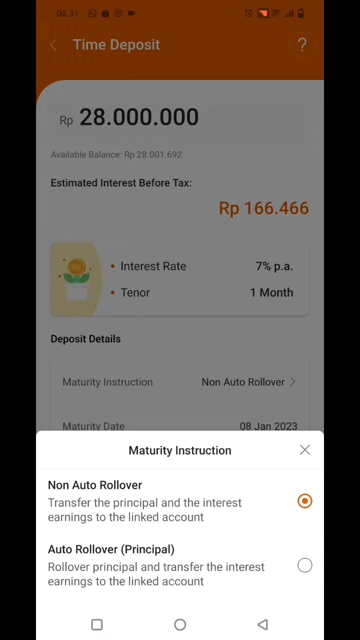 08.31
Time Deposit
?
Rp 28.000.000
Available Balance: Rp 28.001.692
Estimated Interest Before Tax:
Rp 166.466
Rp
• Interest Rate 7% p.a.
• Tenor 1 Month
Deposit Details
Maturity Instruction Non Auto Rollover
Maturity Date 08 Jan 2023
Maturity Instruction
Non Auto Rollover
Transfer the principal and the interest
earnings to the linked account
Auto Rollover (Principal)
Rollover principal and transfer the interest
earnings to the linked account